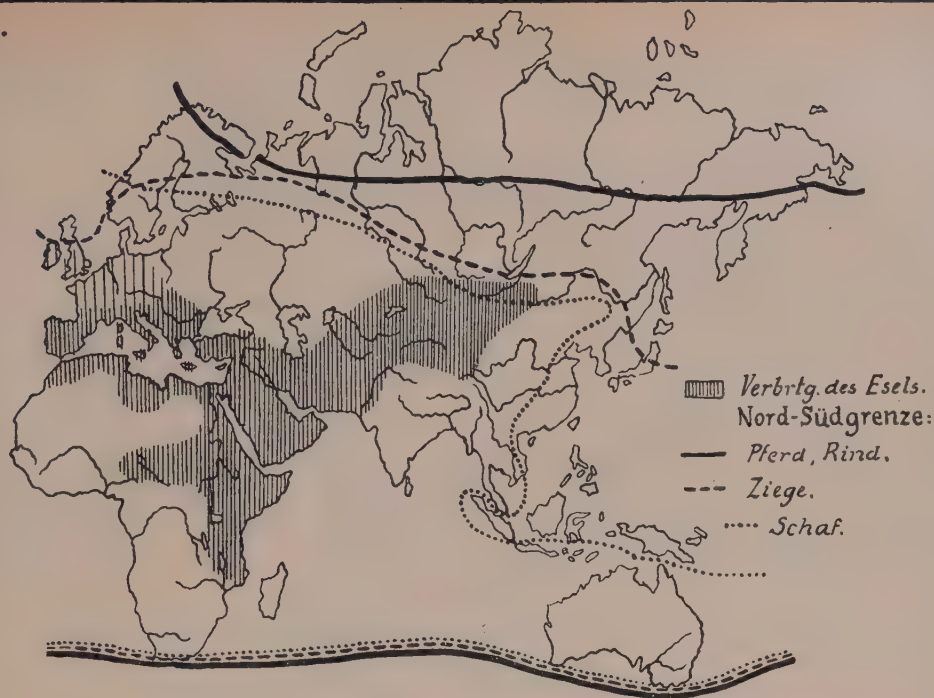 Verbrtg. des Esels.
Nord-Südgrenze:
Pferd, Rind.
Ziege.
Schaf.